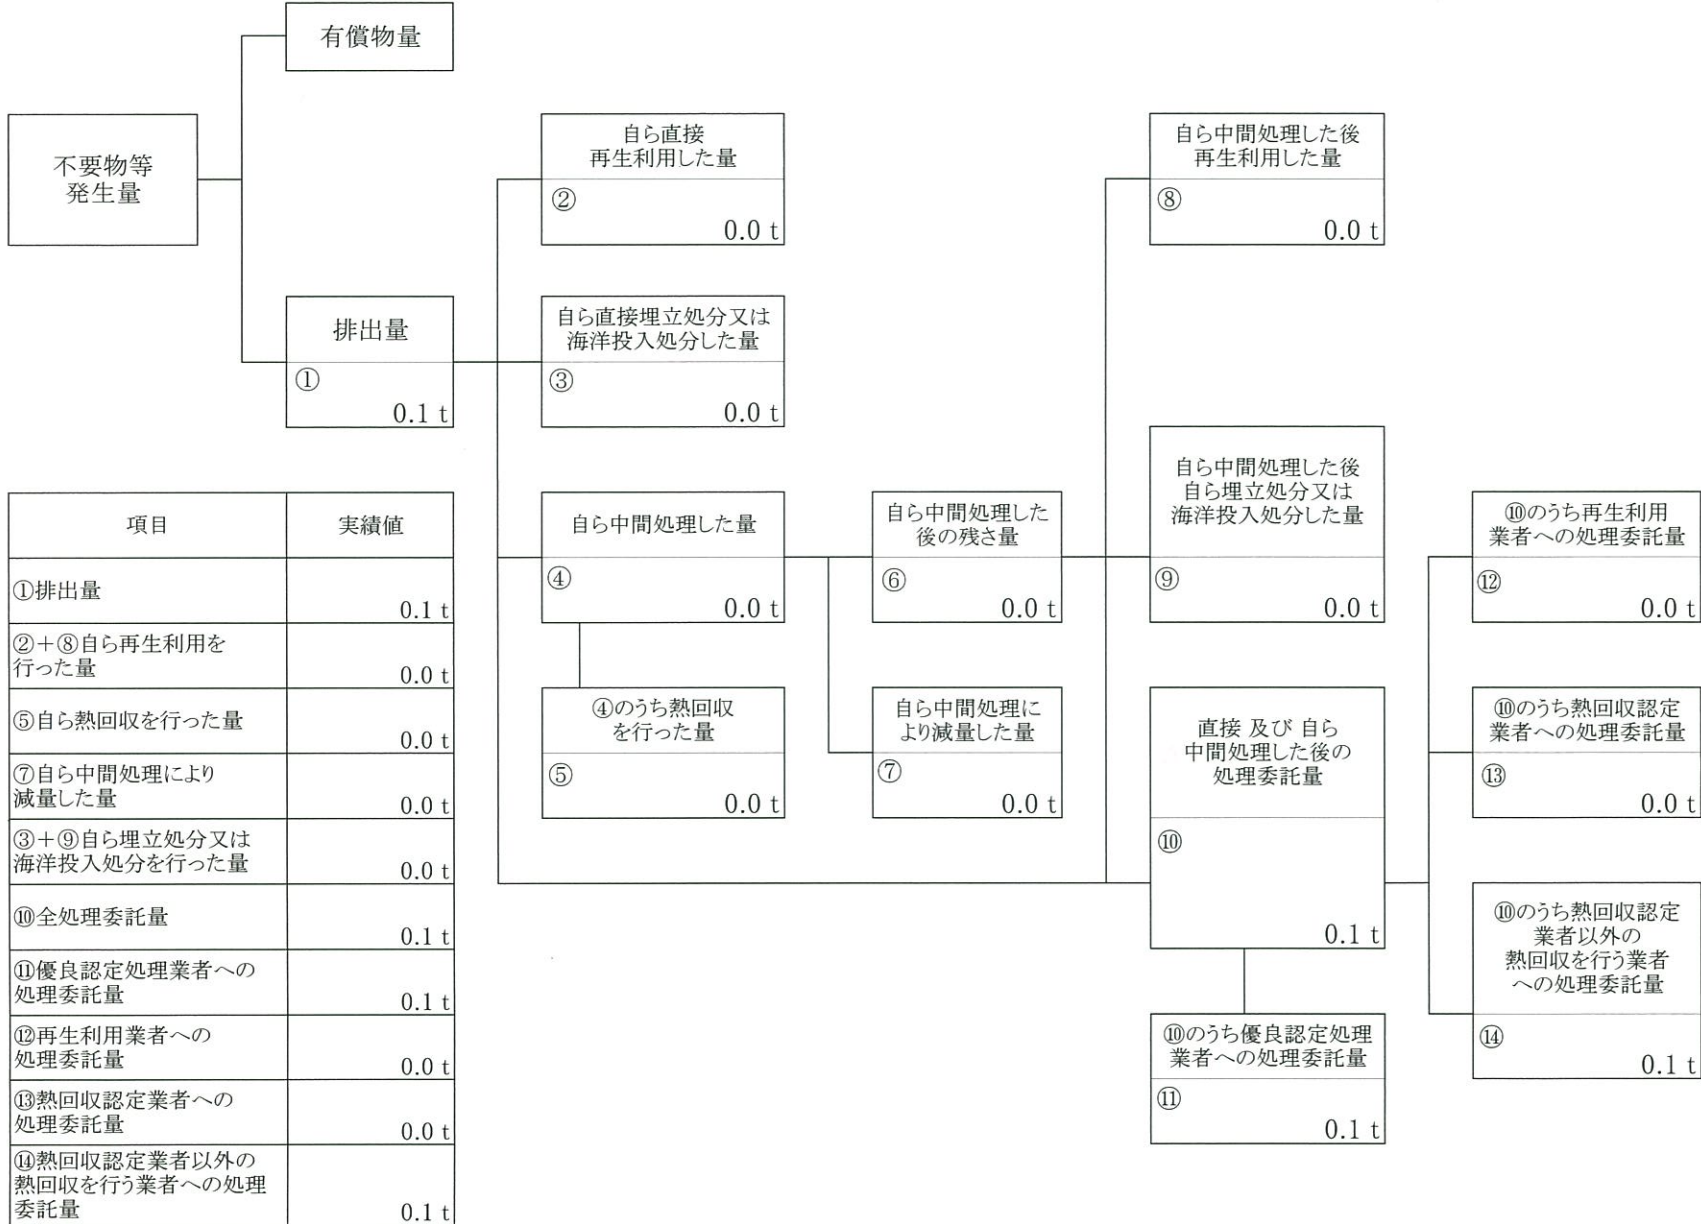 有償物量
不要物等
発生量
排出量
①
0.1 t
自ら直接
再生利用した量
②
0.0 t
自ら直接埋立処分又は
海洋投入処分した量
③
0.0 t
自ら中間処理した量
④
0.0 t
④のうち熱回収
を行った量
⑤
0.0 t
自ら中間処理した
後の残さ量
⑥
0.0 t
自ら中間処理に
より減量した量
⑦
0.0 t
自ら中間処理した後
再生利用した量
⑧
0.0 t
自ら中間処理した後
自ら埋立処分又は
海洋投入処分した量
⑨
0.0 t
直接 及び 自ら
中間処理した後の
処理委託量
⑩
0.1 t
⑩のうち優良認定処理
業者への処理委託量
⑪
0.1 t
⑩のうち再生利用
業者への処理委託量
⑫
0.0 t
⑩のうち熱回収認定
業者への処理委託量
⑬
0.0 t
⑩のうち熱回収認定
業者以外の
熱回収を行う業者
への処理委託量
⑭
0.1 t
項目 実績値
①排出量
0.1 t
②+⑧自ら再生利用を
行った量
0.0 t
⑤自ら熱回収を行った量
0.0 t
⑦自ら中間処理により
減量した量
0.0 t
③+⑨自ら埋立処分又は
海洋投入処分を行った量
0.0 t
⑩全処理委託量
0.1 t
⑪優良認定処理業者への
処理委託量
0.1 t
⑫再生利用業者への
処理委託量
0.0 t
⑬熱回収認定業者への
処理委託量
0.0 t
⑭熱回収認定業者以外の
熱回収を行う業者への処理
委託量
0.1 t